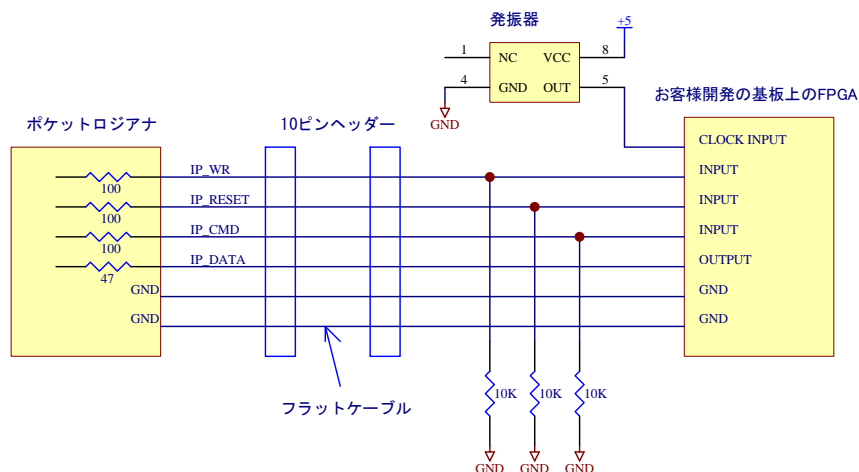 発振器
+5
1
NC
VCC
8
4
GND
OUT
5
GND
お客様開発の基板上のFPGA
ポケットロジアナ
10ピンヘッダー
CLOCK INPUT
IP_WR
INPUT
100
IP_RESET
INPUT
100
IP_CMD
INPUT
100
IP_DATA
OUTPUT
47
GND
GND
GND
GND
フラットケーブル
10K
10K
10K
GND
GND
GND